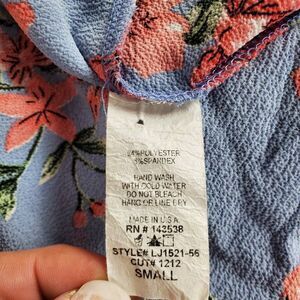 94% POLYESTER
6% SPANDEX
HAND WASH
WITH COLD WATER
DO NOT BLEACH
HANG OR LINE DRY
MADE IN U.S.A
RN # 143538
STYLE# LJ1521-56
CUT# 1212
SMALL